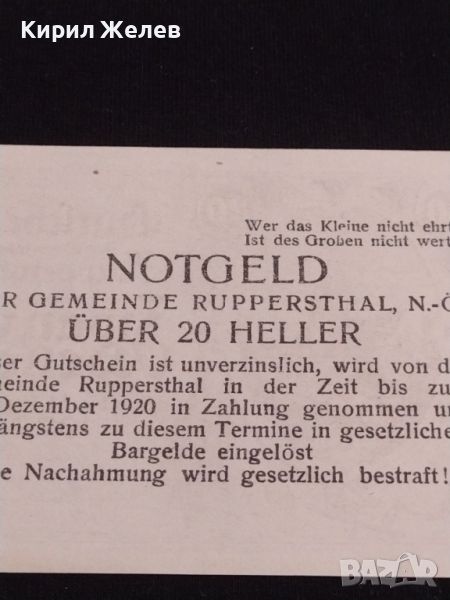 Кирил Желев
Wer das Kleine nicht ehrt
Ist des Großen nicht wert
NOTGELD
R GEMEINDE RUPPERSTHAL, N.-Ö
ÜBER 20 HELLER
ser Gutschein ist unverzinslich, wird von d
meinde Ruppersthal in der Zeit bis zu
Dezember 1920 in Zahlung genommen u
ängstens zu diesem Termine in gesetzliche
Bargelde eingelöst
e Nachahmung wird gesetzlich bestraft!
bazar